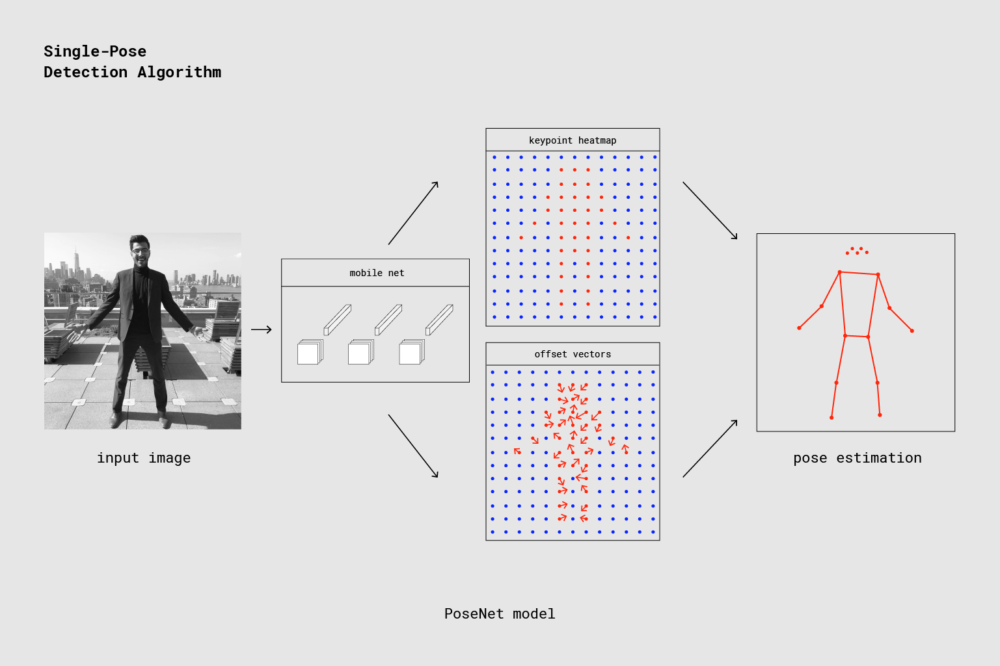 Single-Pose
Detection Algorithm
keypoint heatmap
mobile net
offset vectors
input image
pose estimation
PoseNet model